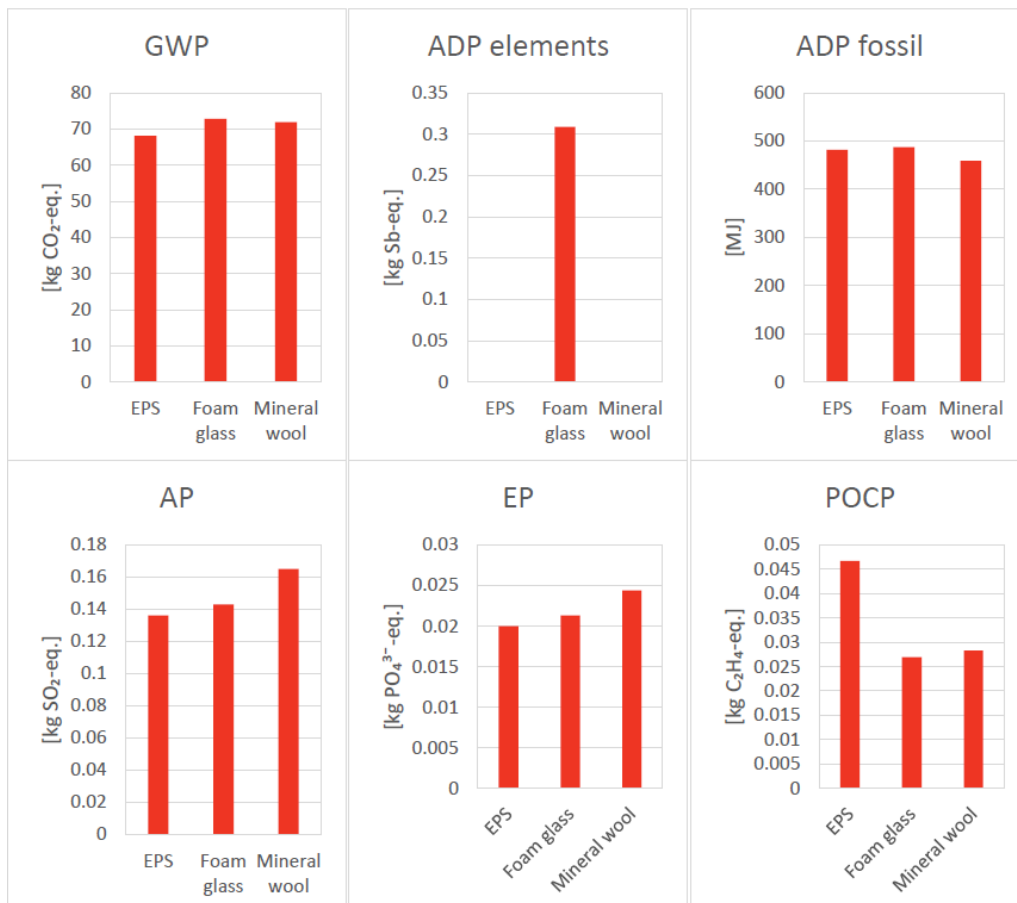 GWP
[kg CO₂-eq.]
80
70
60
50
40
30
20
10
0
EPS
Foam glass
Mineral wool
ADP elements
[kg Sb-eq.]
0.35
0.3
0.25
0.2
0.15
0.1
0.05
0
EPS
Foam glass
Mineral wool
ADP fossil
[MJ]
600
500
400
300
200
100
0
EPS
Foam glass
Mineral wool
AP
[kg SO₂-eq.]
0.18
0.16
0.14
0.12
0.1
0.08
0.06
0.04
0.02
0
EPS
Foam glass
Mineral wool
EP
[kg PO₄³⁻-eq.]
0.03
0.025
0.02
0.015
0.01
0.005
0
EPS
Foam glass
Mineral wool
POCP
[kg C₂H₄-eq.]
0.05
0.045
0.04
0.035
0.03
0.025
0.02
0.015
0.01
0.005
0
EPS
Foam glass
Mineral wool